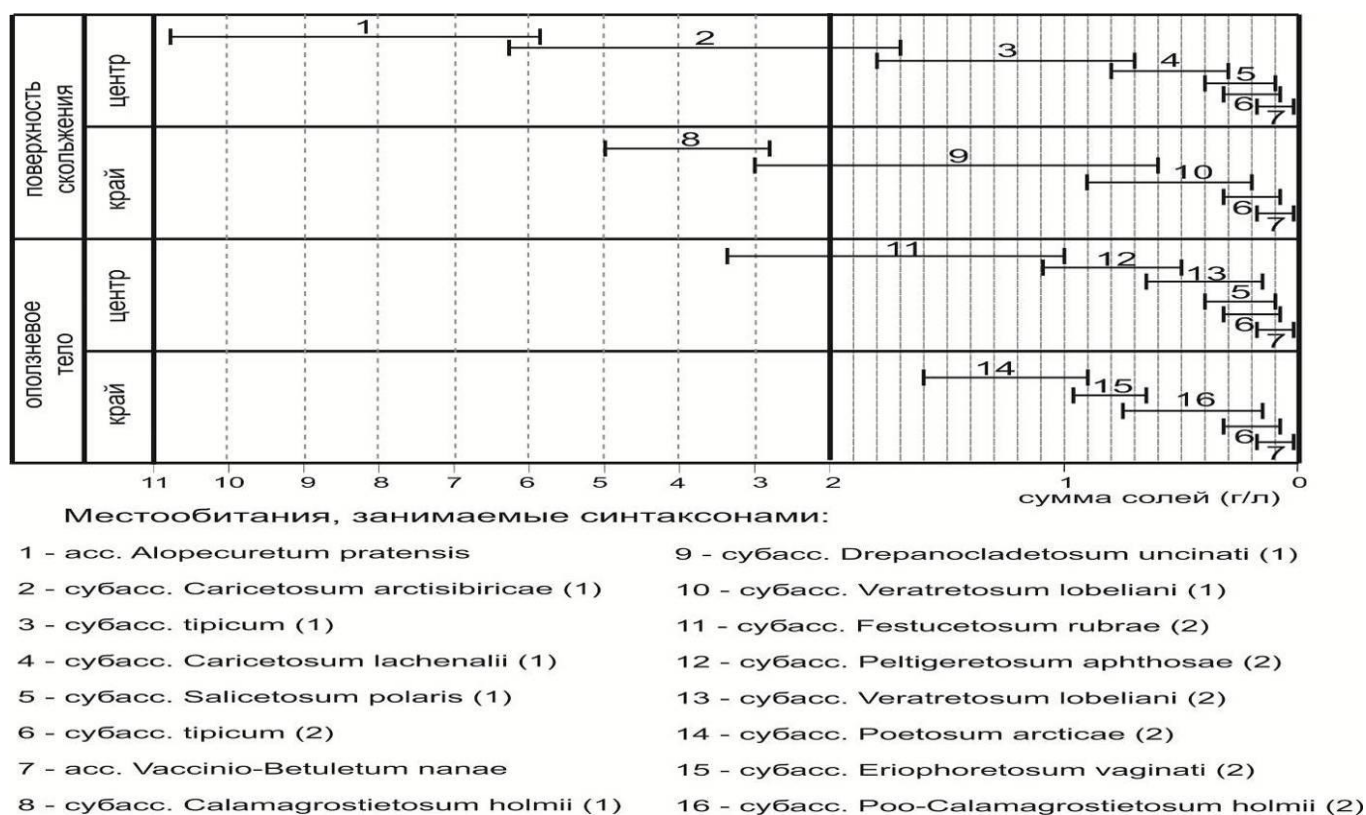 поверхность
скольжения
центр
край
оползневое
тело
центр
край
1
2
3
4
5
6
7
8
9
10
6
7
11
12
13
5
6
7
14
15
16
6
7
11 10 9 8 7 6 5 4 3 2 1 0
сумма солей (г/л)
Местообитания, занимаемые синтаксонами:
1 - асс. Alopecuretum pratensis
2 - субасс. Caricetosum arctisibiricae (1)
3 - субасс. tipicum (1)
4 - субасс. Caricetosum lachenalii (1)
5 - субасс. Salicetosum polaris (1)
6 - субасс. tipicum (2)
7 - асс. Vaccinio-Betuletum nanae
8 - субасс. Calamagrostietosum holmii (1)
9 - субасс. Drepanocladetosum uncinati (1)
10 - субасс. Veratretosum lobeliani (1)
11 - субасс. Festucetosum rubrae (2)
12 - субасс. Peltigeretosum aphthosae (2)
13 - субасс. Veratretosum lobeliani (2)
14 - субасс. Poetosum arcticae (2)
15 - субасс. Eriophoretosum vaginati (2)
16 - субасс. Poo-Calamagrostietosum holmii (2)